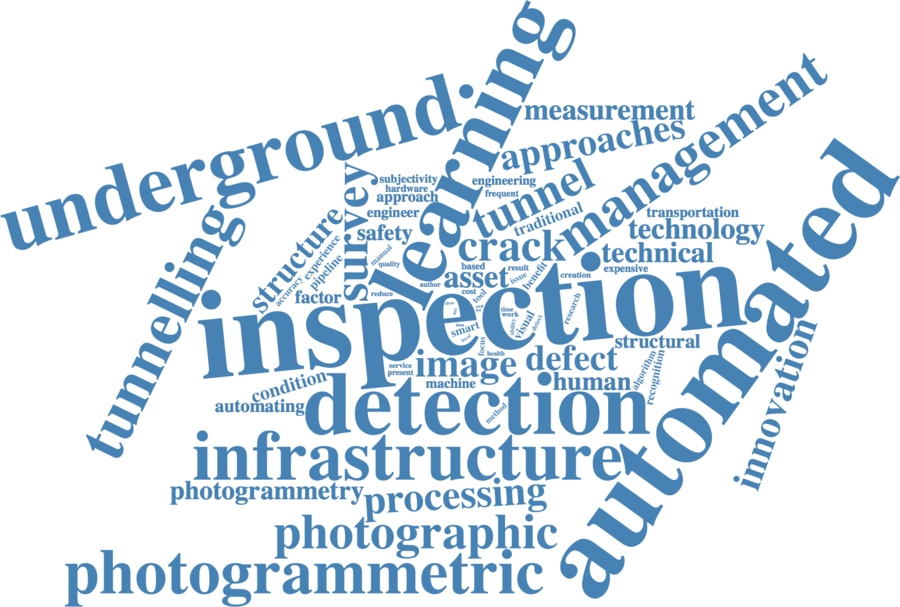 learning
underground
measurement
approaches
management
tunnel
engineering
frequent
subjectivity
hardware
approach
engineer
safety
survey
structure
tunnelling
traditional
transportation
technology
technical
expensive
automated
crack
based
result
issue
benefit
creation
asset
cost
author
tool
manual
quality
experience
pipeline
accuracy
factor
reduce
inspection
smart
time
work
visual
detect
research
focus
health
structural
image
defect
service
present
machine
human
algorithm
recognition
innovation
condition
automating
detection
method
infrastructure
photogrammetry
processing
photographic
photogrammetric